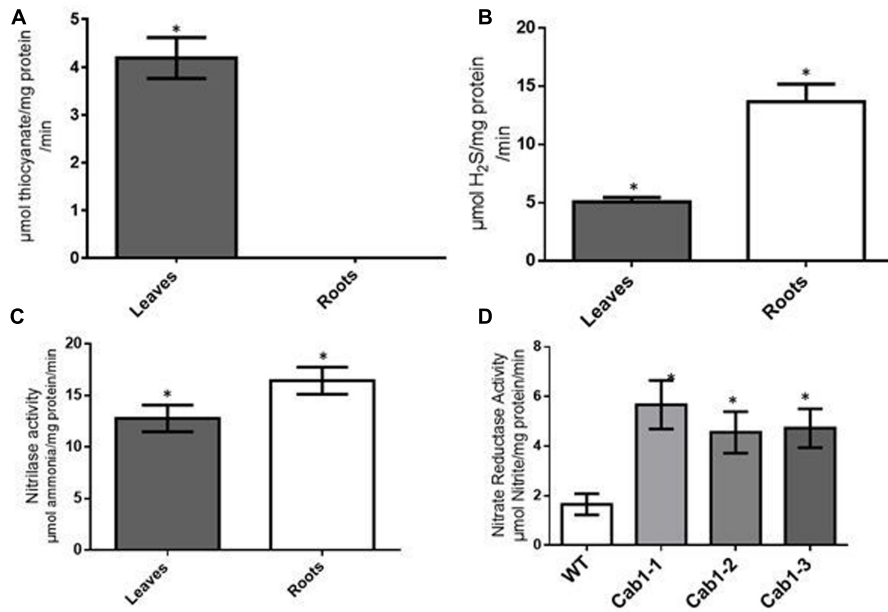 A
µmol thiocyanate/mg protein
/min
5
4
3
2
1
0
*
Leaves
Roots
B
µmol H₂S/mg protein
/min
20
15
10
5
0
*
*
Leaves
Roots
C
Nitrilase activity
µmol ammonia/mg protein/min
20
15
10
5
0
*
*
Leaves
Roots
D
Nitrate Reductase Activity
µmol Nitrite/mg protein/min
8
6
4
2
0
*
*
*
WT
Cab1-1
Cab1-2
Cab1-3